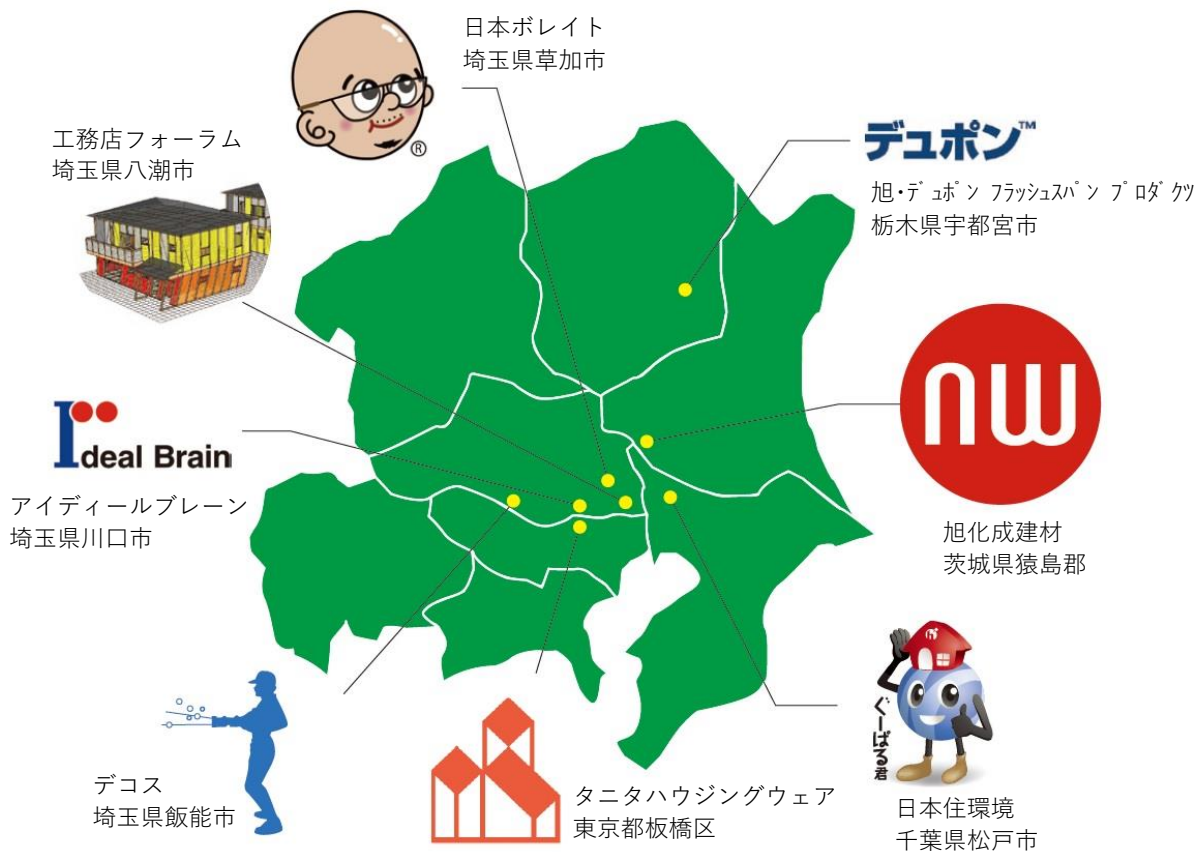 日本ボレイト
埼玉県草加市
®
工務店フォーラム
埼玉県八潮市
デュポン™
旭・デュポン フラッシュスパン プロダクツ
栃木県宇都宮市
Ideal Brain
アイディールブレーン
埼玉県川口市
nw
旭化成建材
茨城県猿島郡
デコス
埼玉県飯能市
タニタハウジングウェア
東京都板橋区
ぐーぱる君
日本住環境
千葉県松戸市